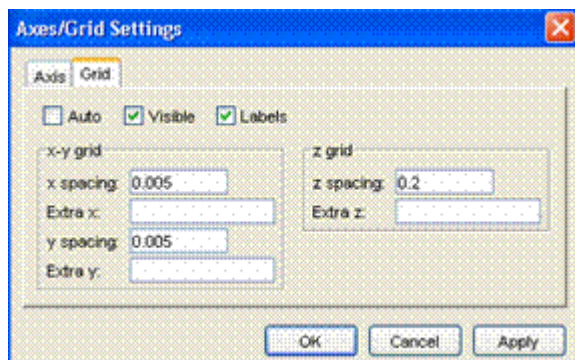 Axes/Grid Settings
Axis Grid
Auto Visible Labels
x-y grid
x spacing: 0.005
Extra x:
y spacing: 0.005
Extra y:
z grid
z spacing: 0.2
Extra z:
OK Cancel Apply